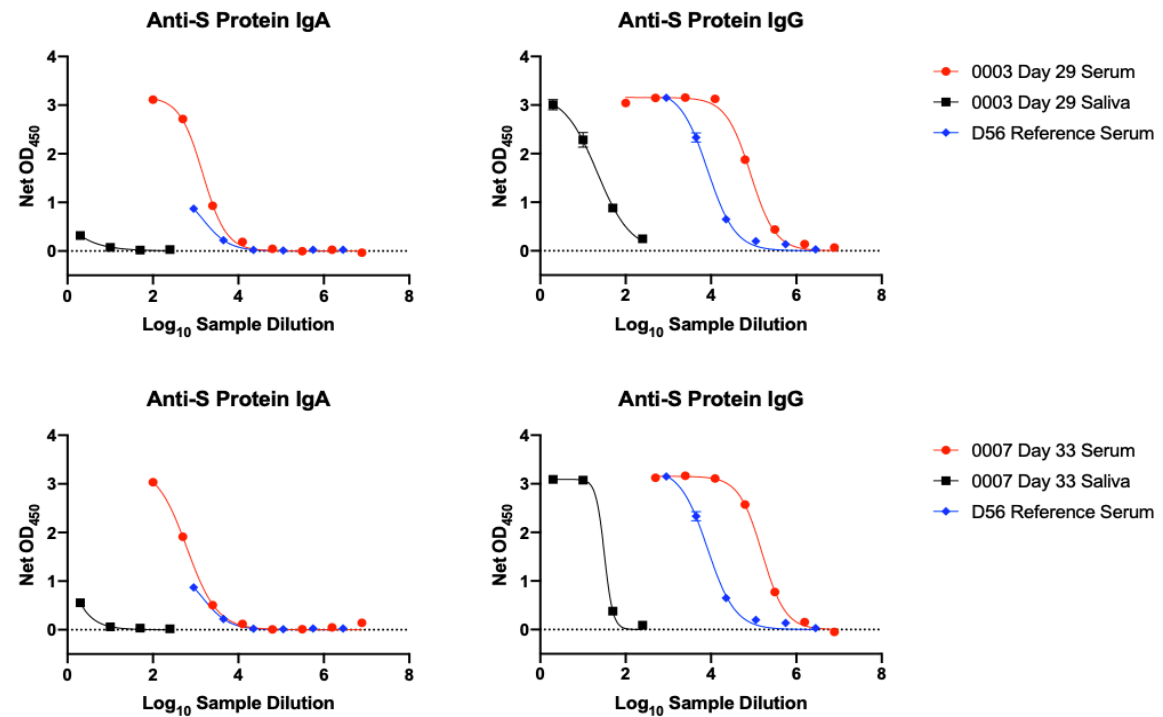 Anti-S Protein IgA
Anti-S Protein IgG
4
3
2
1
0
Net OD450
0 2 4 6 8
Log10 Sample Dilution
4
3
2
1
0
Net OD450
0 2 4 6 8
Log10 Sample Dilution
0003 Day 29 Serum
0003 Day 29 Saliva
D56 Reference Serum
Anti-S Protein IgA
Anti-S Protein IgG
4
3
2
1
0
Net OD450
0 2 4 6 8
Log10 Sample Dilution
4
3
2
1
0
Net OD450
0 2 4 6 8
Log10 Sample Dilution
0007 Day 33 Serum
0007 Day 33 Saliva
D56 Reference Serum